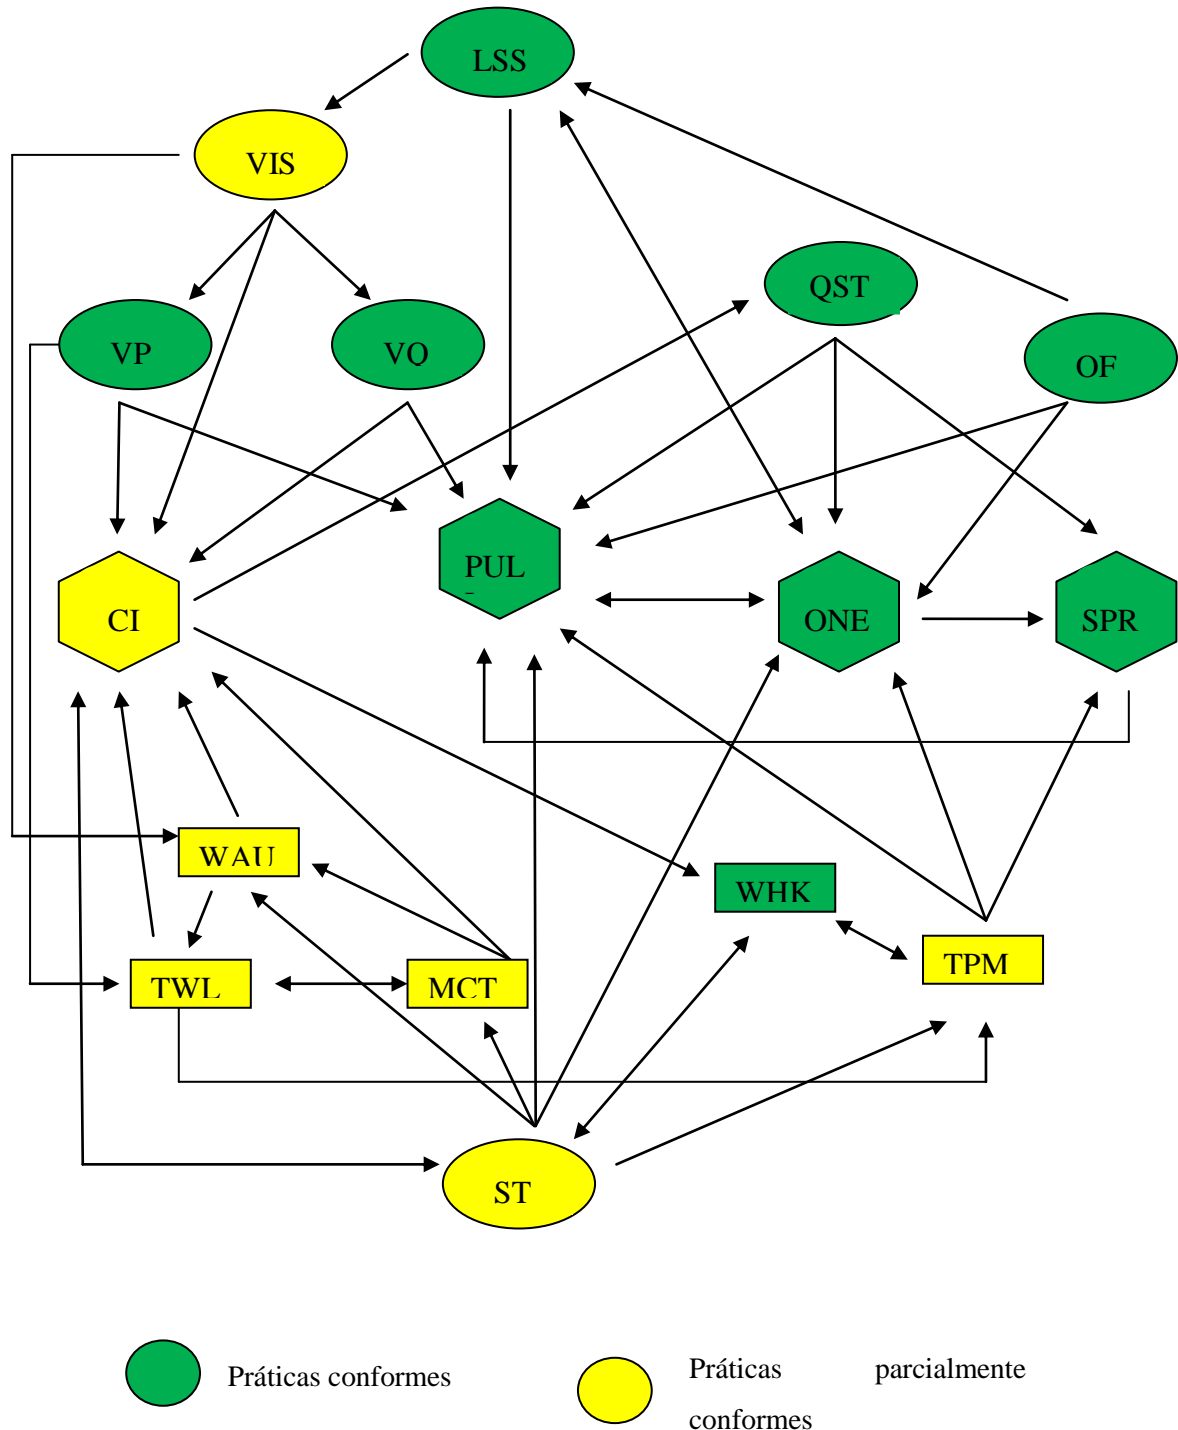 LSS
VIS
QST
VP
VQ
OF
PUL
CI
ONE
SPR
WAU
WHK
TPM
TWL
MCT
ST
Práticas conformes
Práticas parcialmente
conformes